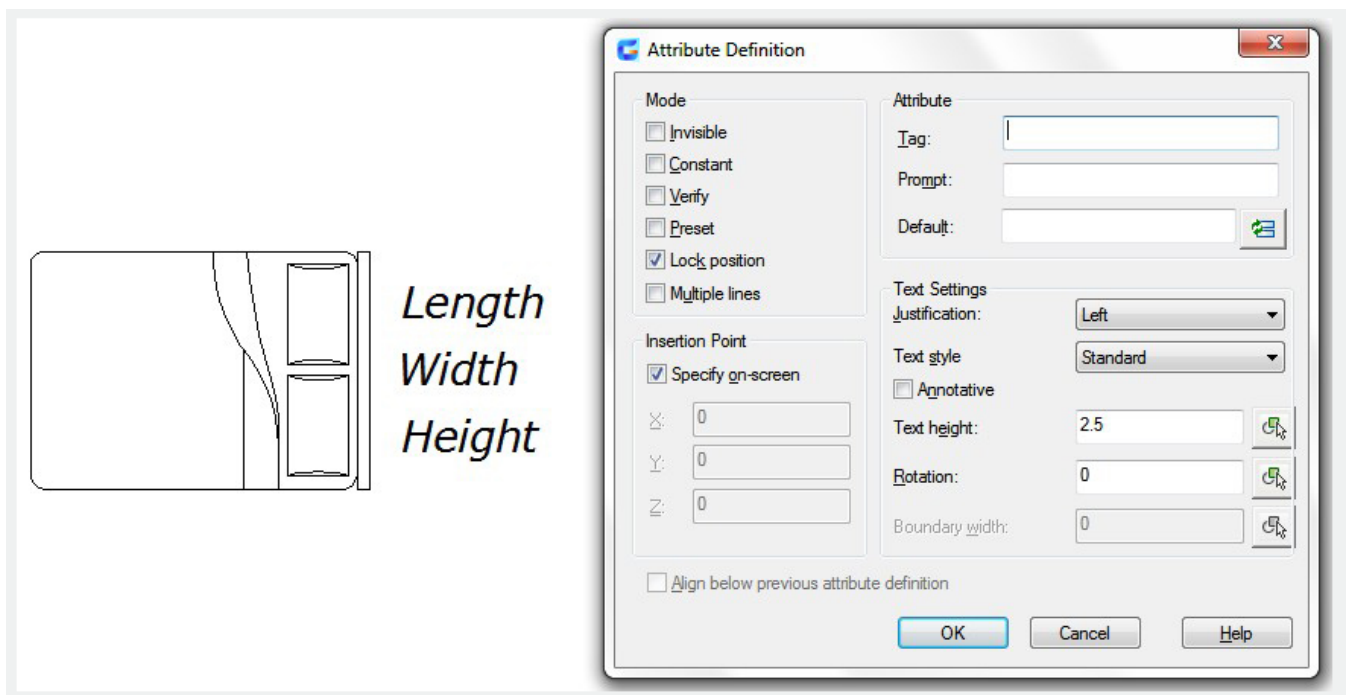 Length
Width
Height
Attribute Definition
Mode
Invisible
Constant
Verify
Preset
Lock position
Multiple lines
Insertion Point
Specify on-screen
X: 0
Y: 0
Z: 0
Attribute
Tag:
Prompt:
Default:
Text Settings
Justification: Left
Text style Standard
Annotative
Text height: 2.5
Rotation: 0
Boundary width: 0
Align below previous attribute definition
OK Cancel Help